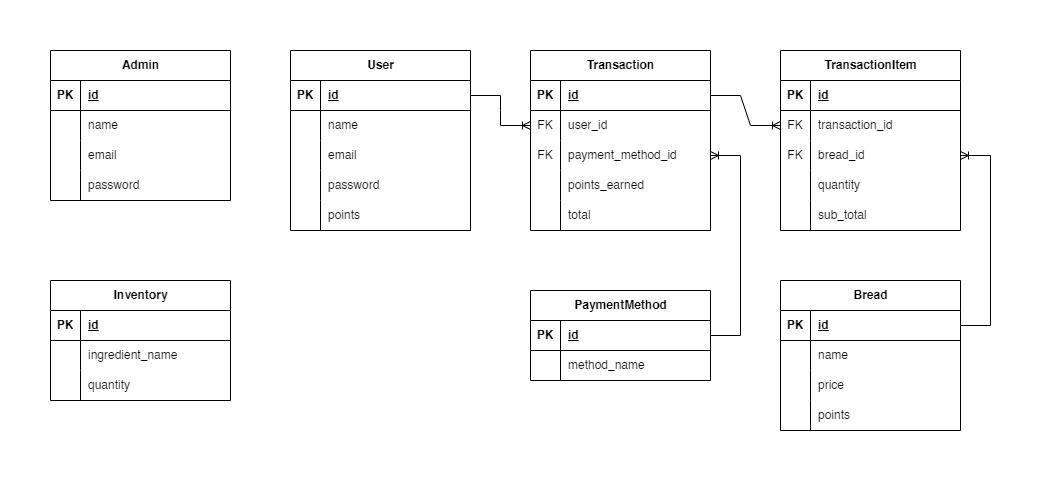 Admin
PK id
name
email
password
User
PK id
name
email
password
points
Transaction
PK id
FK user_id
FK payment_method_id
points_earned
total
TransactionItem
PK id
FK transaction_id
FK bread_id
quantity
sub_total
Inventory
PK id
ingredient_name
quantity
PaymentMethod
PK id
method_name
Bread
PK id
name
price
points